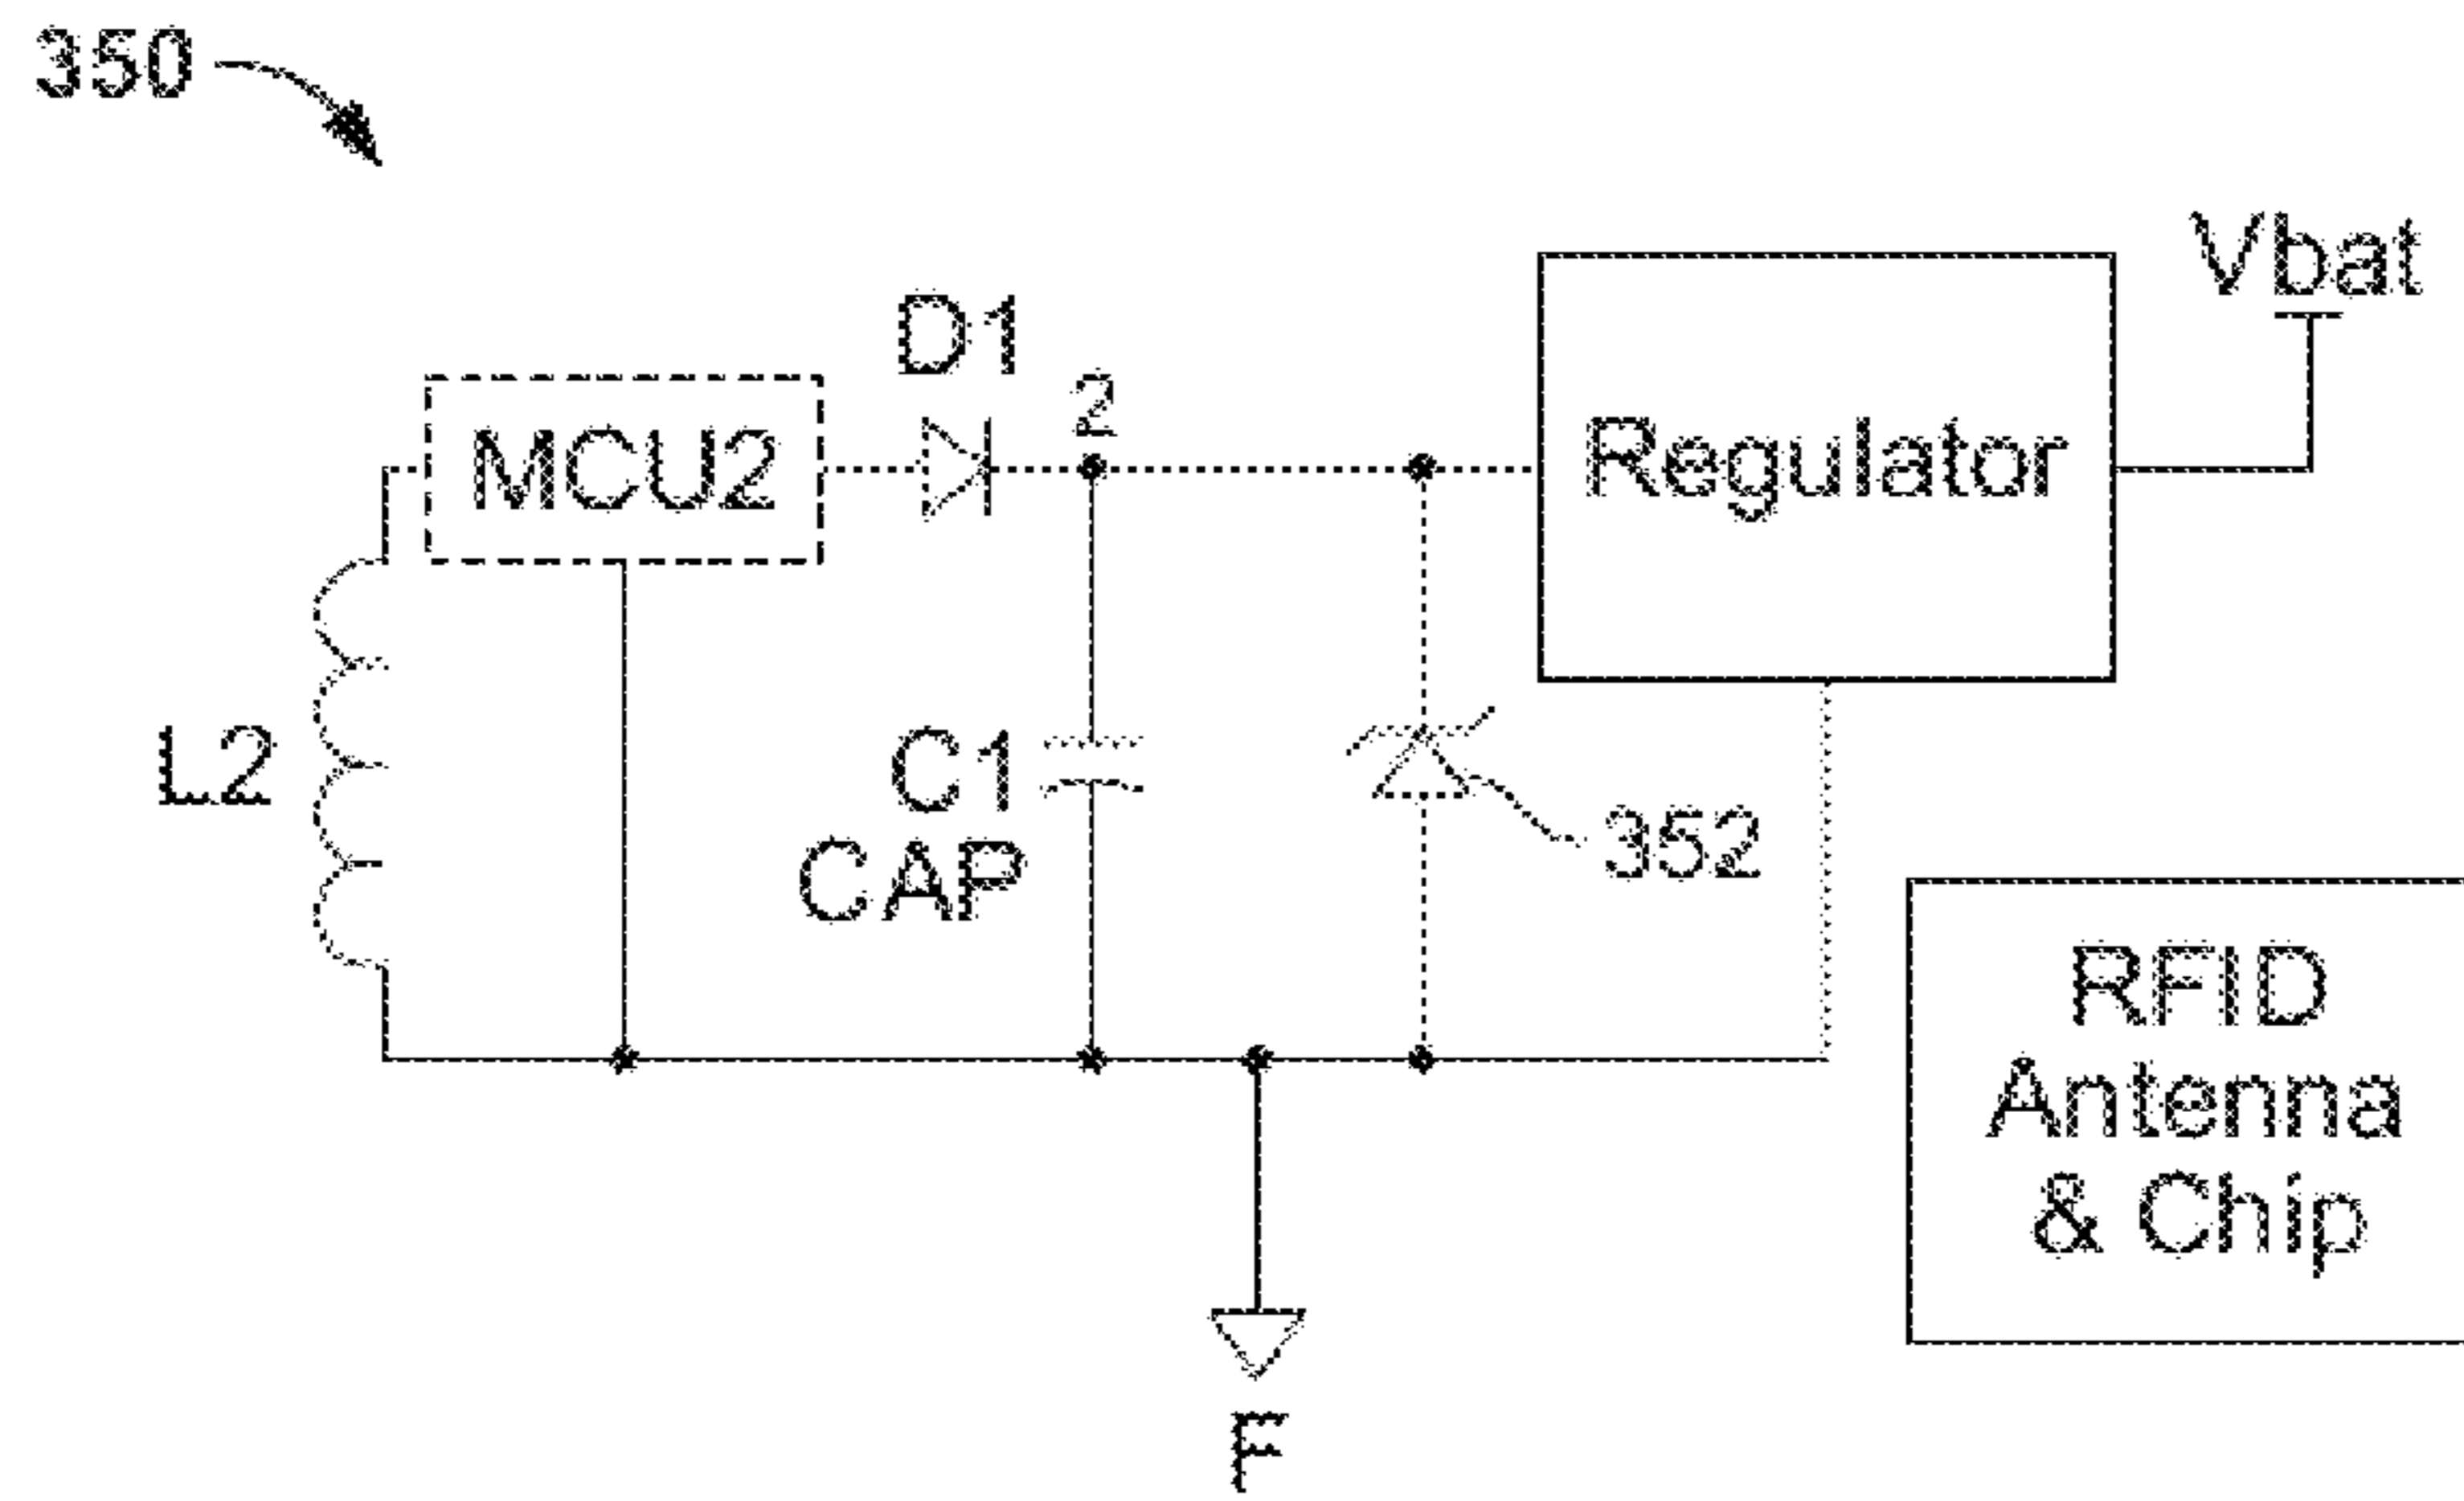 350
Vbat
D1
2
MCU2
Regulator
L2
C1
CAP
352
RFID
Antenna
& Chip
F